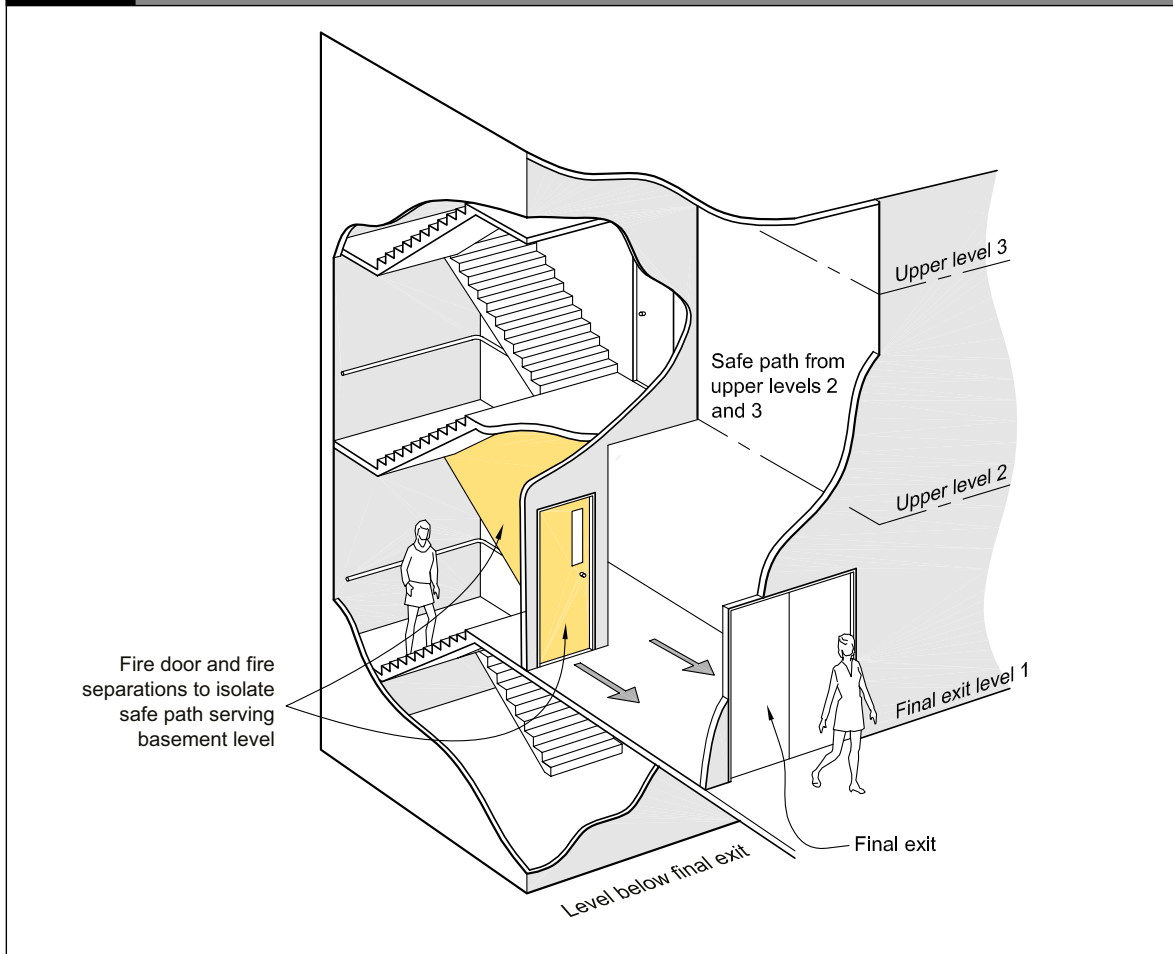 Upper level 3
Safe path from
upper levels 2
and 3
Upper level 2
Fire door and fire
separations to isolate
safe path serving
basement level
Final exit level 1
Final exit
Level below final exit